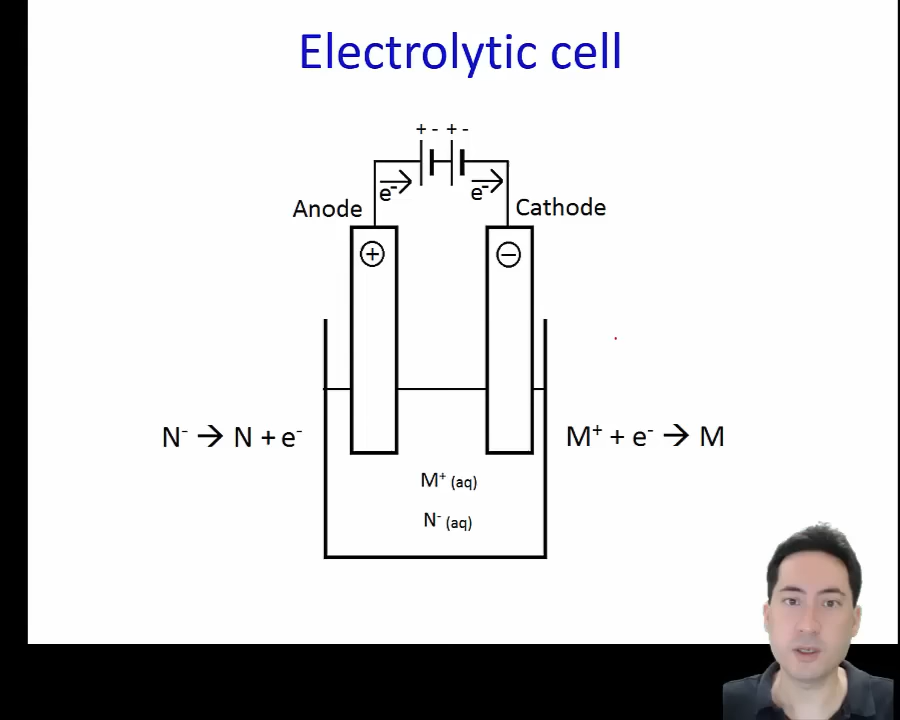 Electrolytic cell
+ - + -
e⁻ e⁻
Anode Cathode
+ −
N⁻ → N + e⁻ M⁺ + e⁻ → M
M⁺ (aq)
N⁻ (aq)